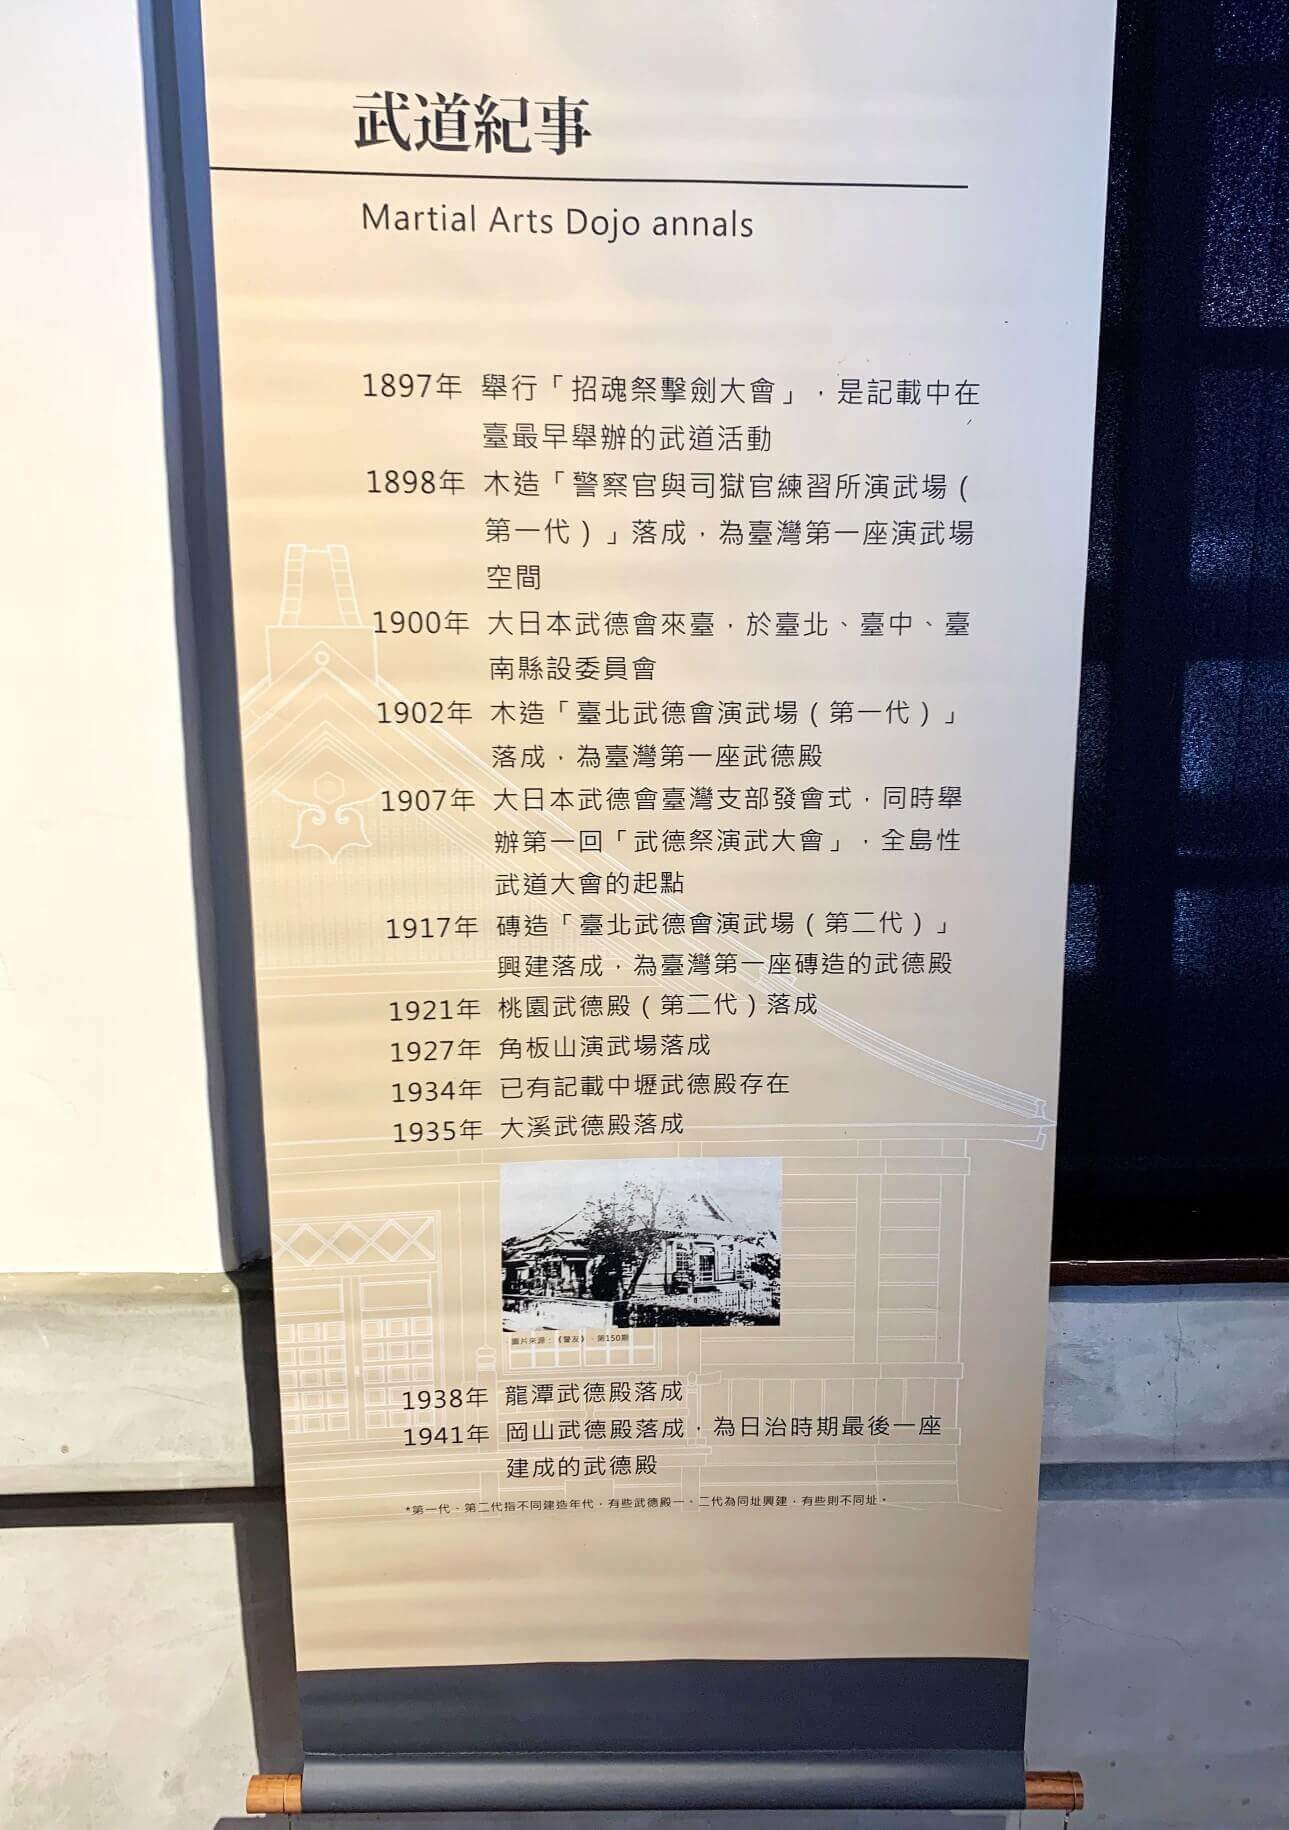 武道紀事
Martial Arts Dojo annals
1897年 舉行「招魂祭擊劍大會」，是記載中在
臺最早舉辦的武道活動
1898年 木造「警察官與司獄官練習所演武場（
第一代）」落成，為臺灣第一座演武場
空間
1900年 大日本武德會來臺，於臺北、臺中、臺
南縣設委員會
1902年 木造「臺北武德會演武場（第一代）」
落成，為臺灣第一座武德殿
1907年 大日本武德會臺灣支部發會式，同時舉
辦第一回「武德祭演武大會」，全島性
武道大會的起點
1917年 磚造「臺北武德會演武場（第二代）」
興建落成，為臺灣第一座磚造的武德殿
1921年 桃園武德殿（第二代）落成
1927年 角板山演武場落成
1934年 已有記載中壢武德殿存在
1935年 大溪武德殿落成
圖片來源：《警友》，第150期
1938年 龍潭武德殿落成
1941年 岡山武德殿落成，為日治時期最後一座
建成的武德殿
*第一代、第二代指不同建造年代，有些武德殿一、二代為同址興建，有些則不同址。